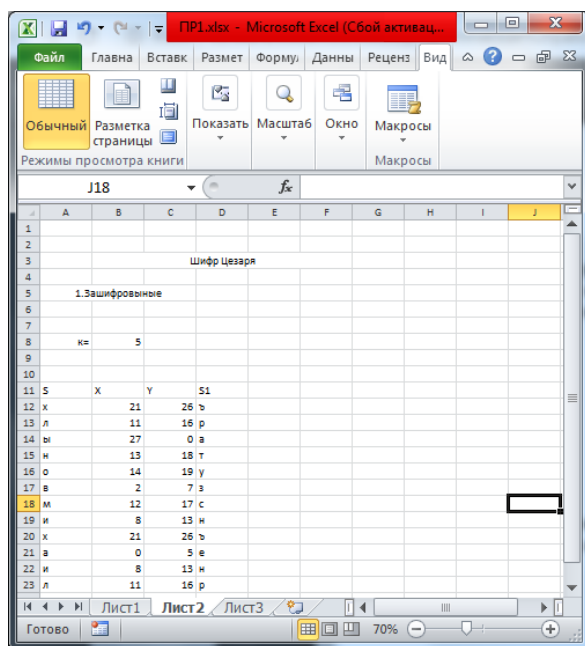 ПР1.xlsx - Microsoft Excel (Сбой активац...
Файл Главна Вставк Размет Форму Данны Реценз Вид
Обычный Разметка страницы Показать Масштаб Окно Макросы
Режимы просмотра книги Макросы
J18 fx
A B C D E F G H I J
1
2
3 Шифр Цезаря
4
5 1.Зашифровыные
6
7
8 к= 5
9
10
11 S X Y S1
12 х 21 26 ъ
13 л 11 16 р
14 ы 27 0 а
15 н 13 18 т
16 о 14 19 у
17 в 2 7 з
18 м 12 17 с
19 и 8 13 н
20 х 21 26 ъ
21 а 0 5 е
22 и 8 13 н
23 л 11 16 р
Лист1 Лист2 Лист3
Готово 70%